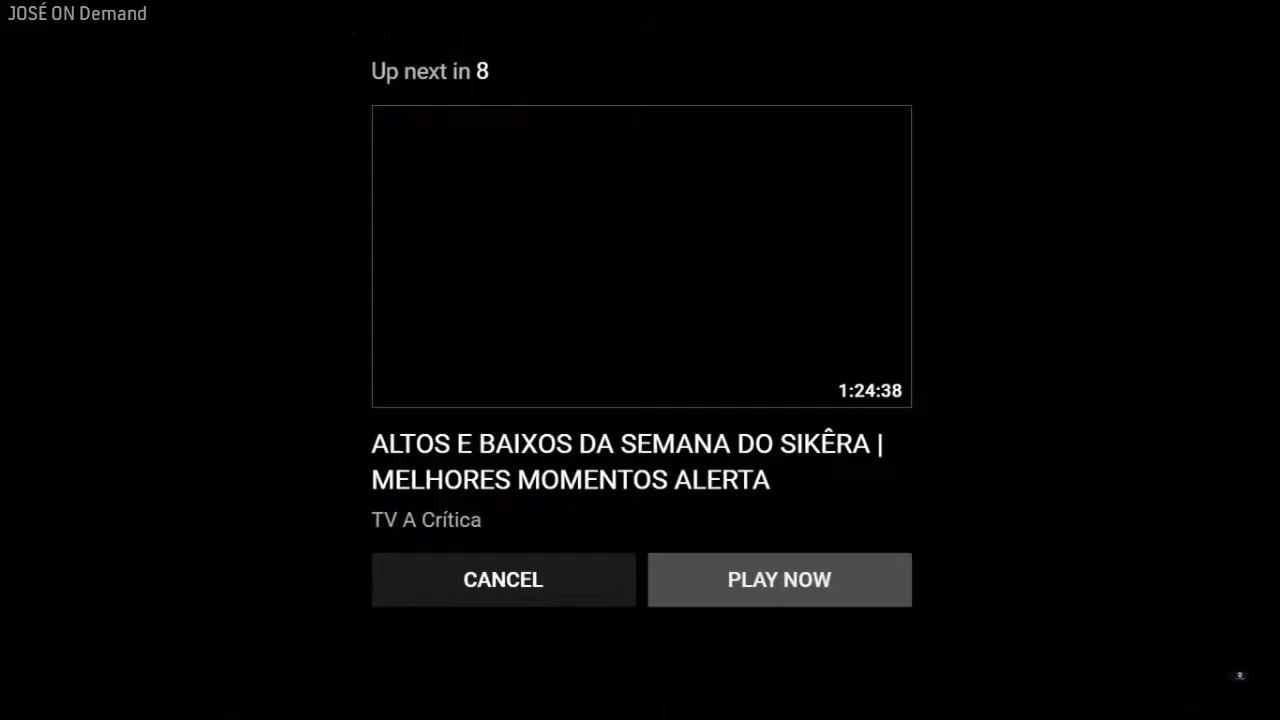 JOSÉ ON Demand
Up next in 8
1:24:38
ALTOS E BAIXOS DA SEMANA DO SIKÊRA |
MELHORES MOMENTOS ALERTA
TV A Crítica
CANCEL
PLAY NOW